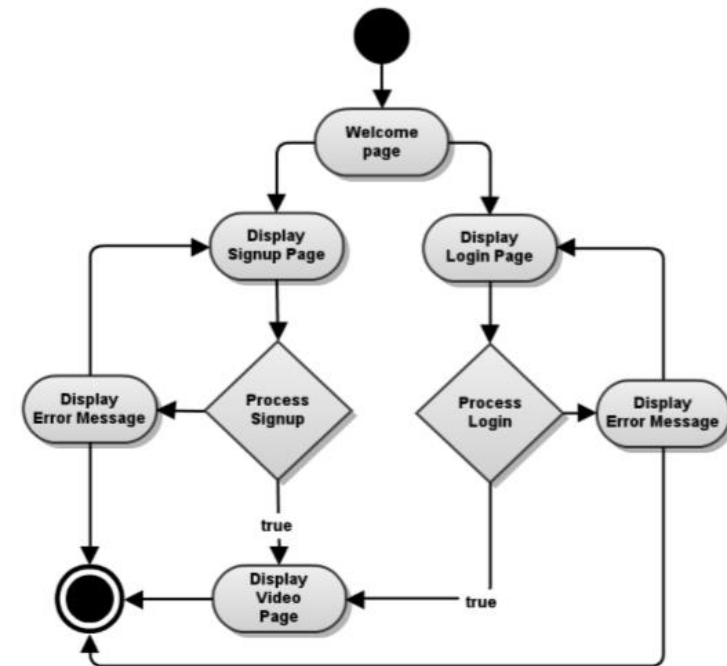 Welcome
page
Display
Signup Page
Display
Login Page
Display
Error Message
Process
Signup
Process
Login
Display
Error Message
true
Display
Video
Page
true